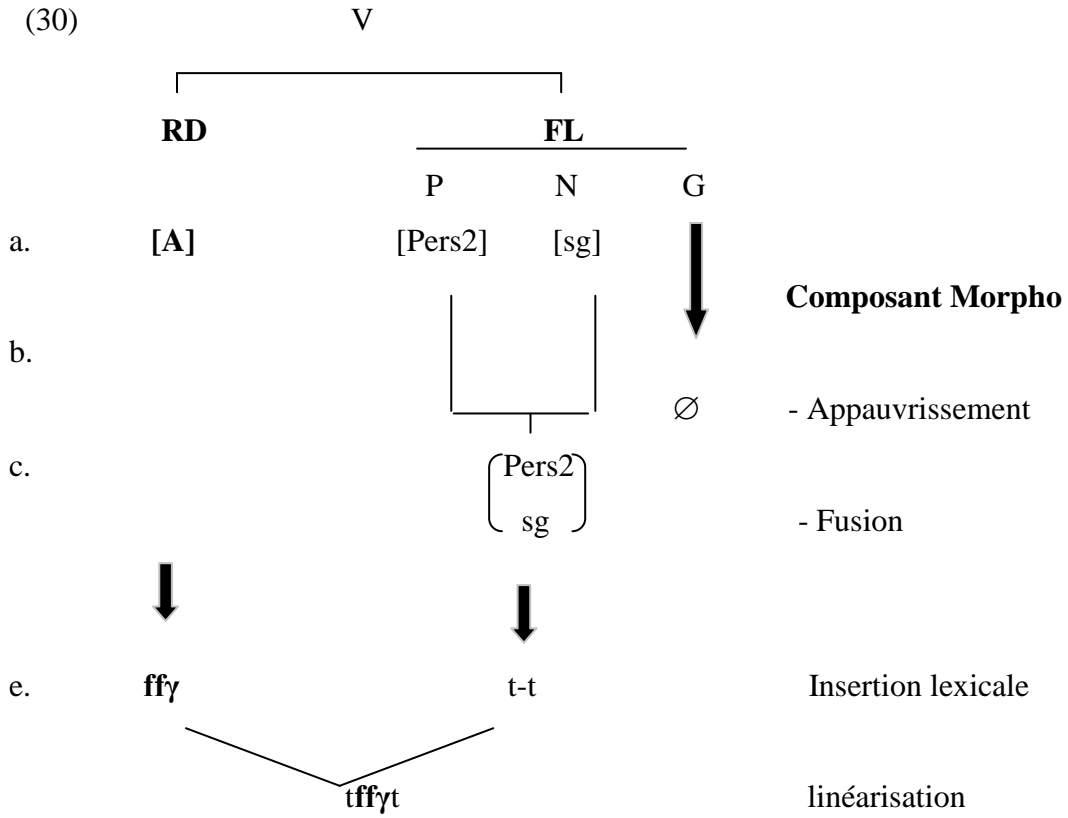 (30) V
RD FL
P N G
a. [A] [Pers2] [sg]
Composant Morpho
b.
∅ - Appauvrissement
c. Pers2
sg - Fusion
e. ffγ t-t Insertion lexicale
tffγt linéarisation